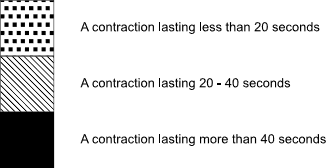 A contraction lasting less than 20 seconds
A contraction lasting 20 - 40 seconds
A contraction lasting more than 40 seconds